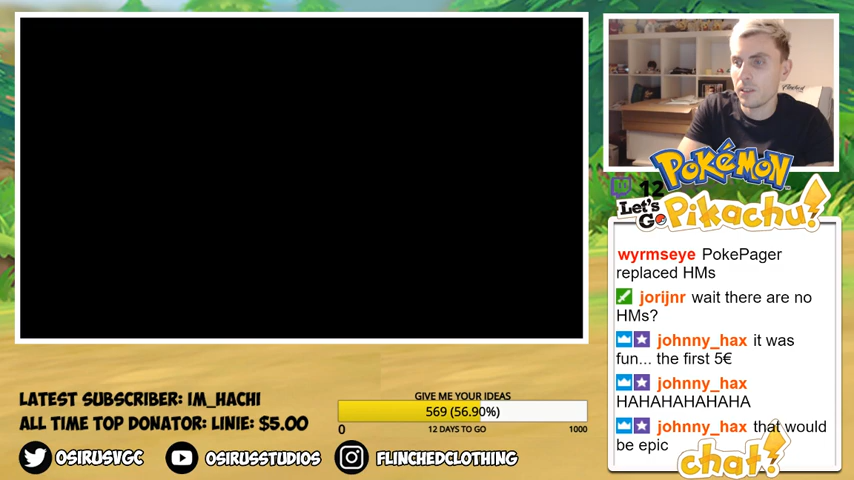 POKÉMON
12
Let's Go Pikachu!
wyrmseye PokePager
replaced HMs
jorijnr wait there are no
HMs?
johnny_hax it was
fun... the first 5€
johnny_hax
HAHAHAHAHAHA
johnny_hax that would
be epic
chat!
LATEST SUBSCRIBER: IM_HACHI
ALL TIME TOP DONATOR: LINIE: $5.00
GIVE ME YOUR IDEAS
569 (56.90%)
0 12 DAYS TO GO 1000
OSIRUSVGC OSIRUSSTUDIOS FLINCHEDCLOTHING